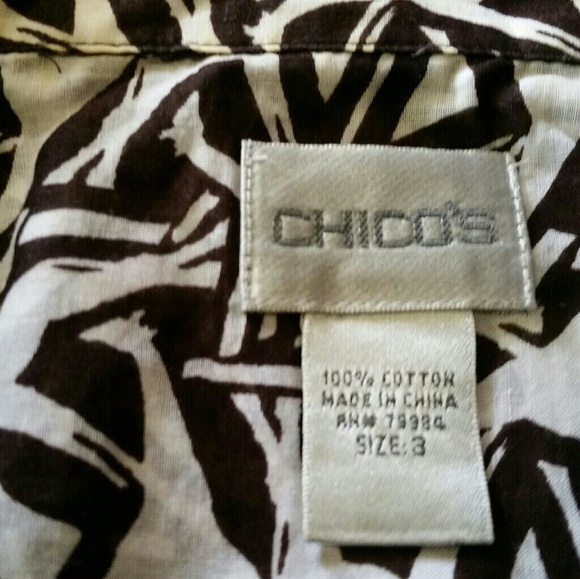 CHICO'S
100% COTTON
MADE IN CHINA
RN# 79984
SIZE: 3